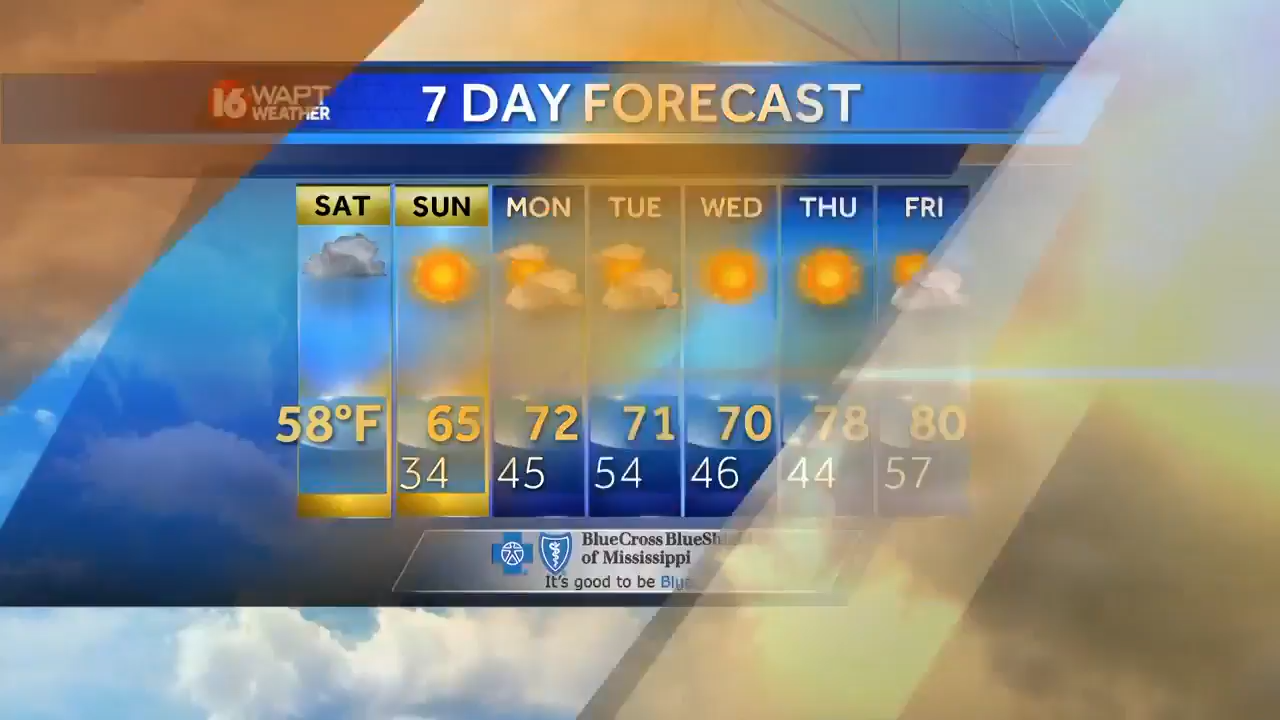 16 WAPT
WEATHER
7 DAY FORECAST
SAT SUN MON TUE WED THU FRI
58°F 65 72 71 70 78 80
34 45 54 46 44 57
BlueCross
of Mississippi
It's good to be Blue